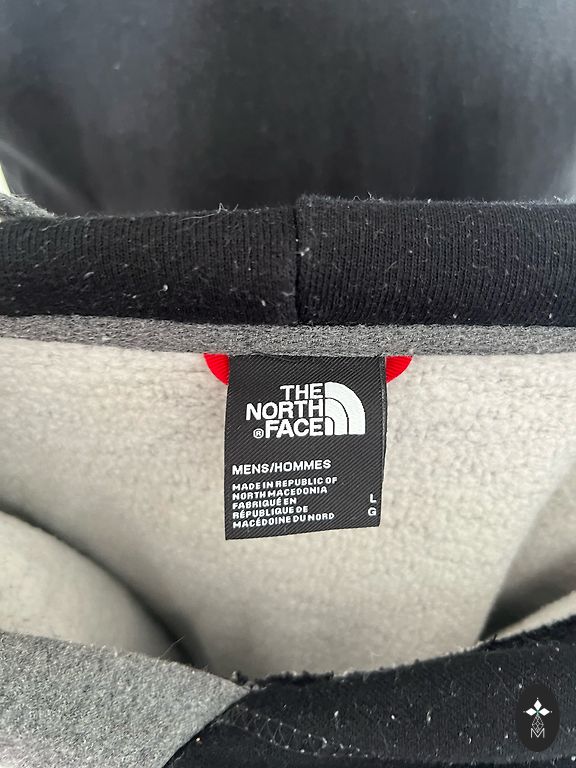 THE
NORTH
® FACE
MENS/HOMMES
MADE IN REPUBLIC OF
NORTH MACEDONIA
FABRIQUÉ EN
RÉPUBLIQUE DE
MACÉDOINE DU NORD
L
G
M